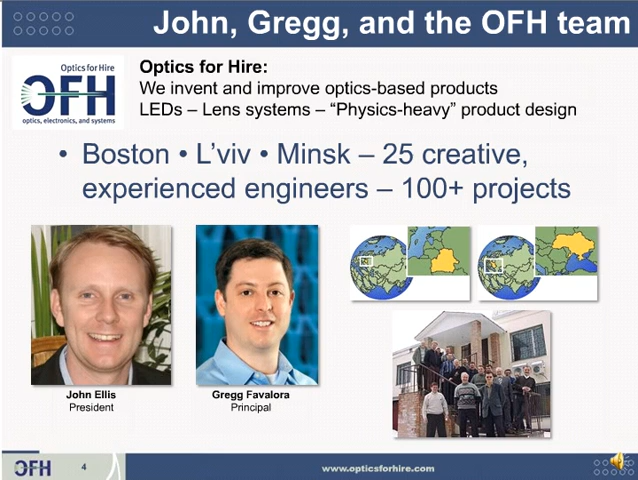 John, Gregg, and the OFH team
Optics for Hire
OFH
optics, electronics, and systems
Optics for Hire:
We invent and improve optics-based products
LEDs – Lens systems – “Physics-heavy” product design
• Boston • L’viv • Minsk – 25 creative,
experienced engineers – 100+ projects
John Ellis
President
Gregg Favalora
Principal
OFH
4
www.opticsforhire.com